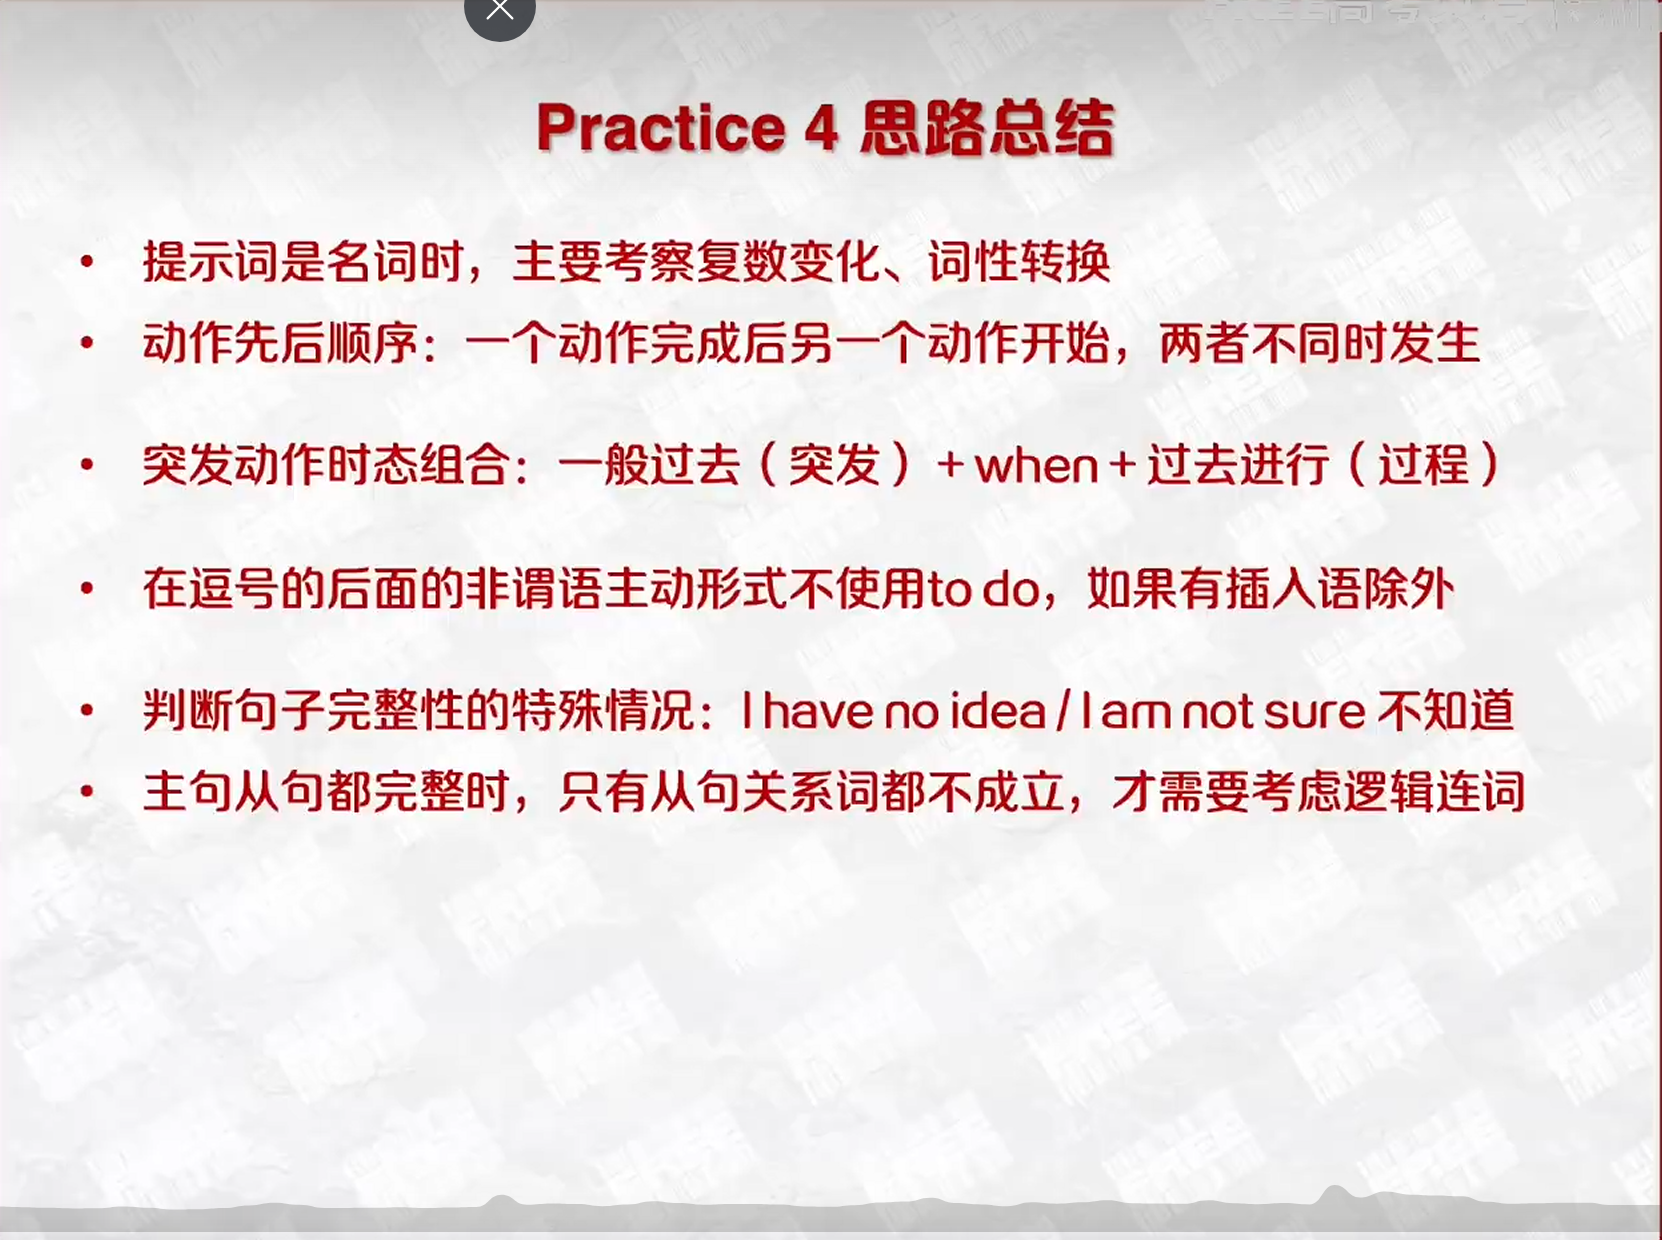 Practice 4 思路总结
• 提示词是名词时，主要考察复数变化、词性转换
• 动作先后顺序：一个动作完成后另一个动作开始，两者不同时发生
• 突发动作时态组合：一般过去（突发）+ when + 过去进行（过程）
• 在逗号的后面的非谓语主动形式不使用to do，如果有插入语除外
• 判断句子完整性的特殊情况：I have no idea / I am not sure 不知道
• 主句从句都完整时，只有从句关系词都不成立，才需要考虑逻辑连词